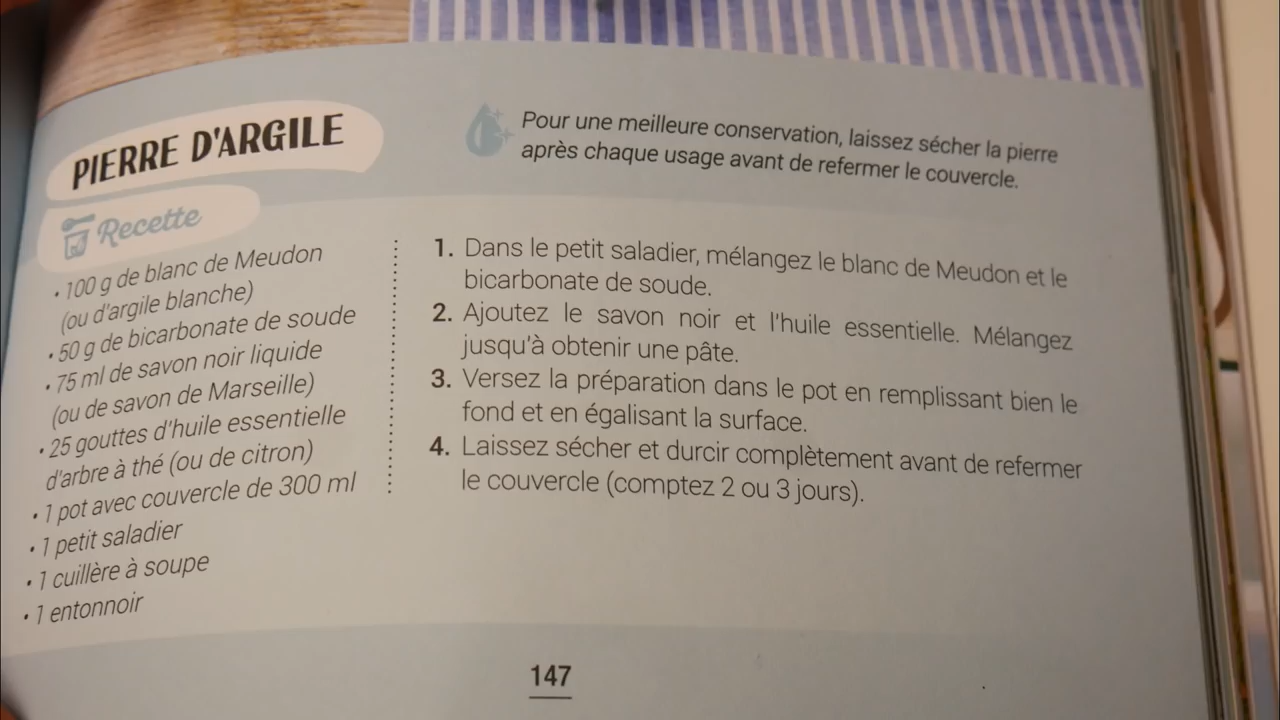 PIERRE D'ARGILE
Pour une meilleure conservation, laissez sécher la pierre
après chaque usage avant de refermer le couvercle.
Recette
• 100 g de blanc de Meudon
(ou d'argile blanche)
• 50 g de bicarbonate de soude
• 75 ml de savon noir liquide
(ou de savon de Marseille)
• 25 gouttes d'huile essentielle
d'arbre à thé (ou de citron)
• 1 pot avec couvercle de 300 ml
• 1 petit saladier
• 1 cuillère à soupe
• 1 entonnoir
1. Dans le petit saladier, mélangez le blanc de Meudon et le
bicarbonate de soude.
2. Ajoutez le savon noir et l'huile essentielle. Mélangez
jusqu'à obtenir une pâte.
3. Versez la préparation dans le pot en remplissant bien le
fond et en égalisant la surface.
4. Laissez sécher et durcir complètement avant de refermer
le couvercle (comptez 2 ou 3 jours).
147